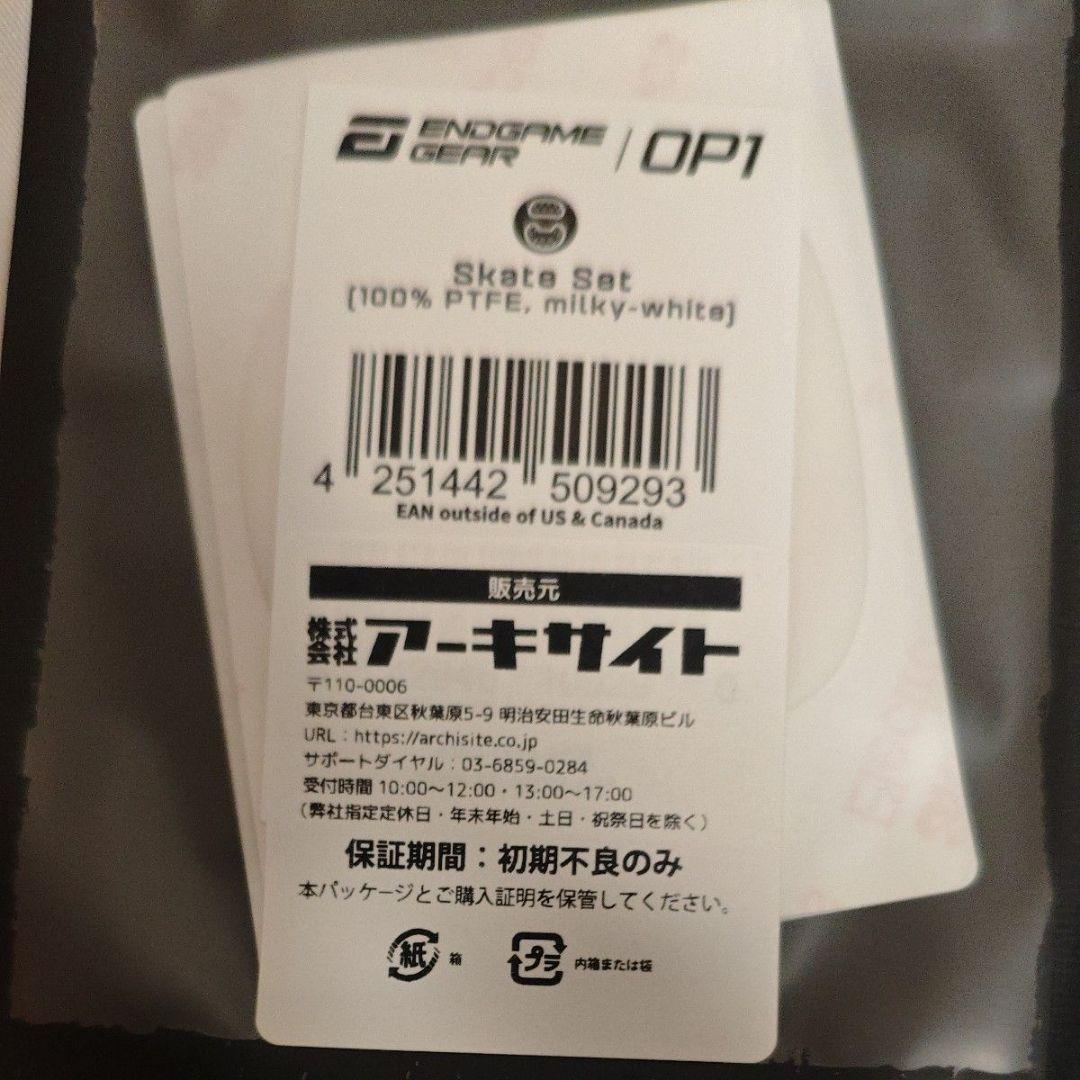 ENDGAME GEAR / OP1
Skate Set
(100% PTFE, milky-white)
4 251442 509293
EAN outside of US & Canada
販売元
株式会社アーキサイト
〒110-0006
東京都台東区秋葉原5-9 明治安田生命秋葉原ビル
URL：https://archisite.co.jp
サポートダイヤル：03-6859-0284
受付時間 10:00～12:00・13:00～17:00
（弊社指定定休日・年末年始・土日・祝祭日を除く）
保証期間：初期不良のみ
本パッケージとご購入証明を保管してください。
紙 箱 プラ 内箱または袋